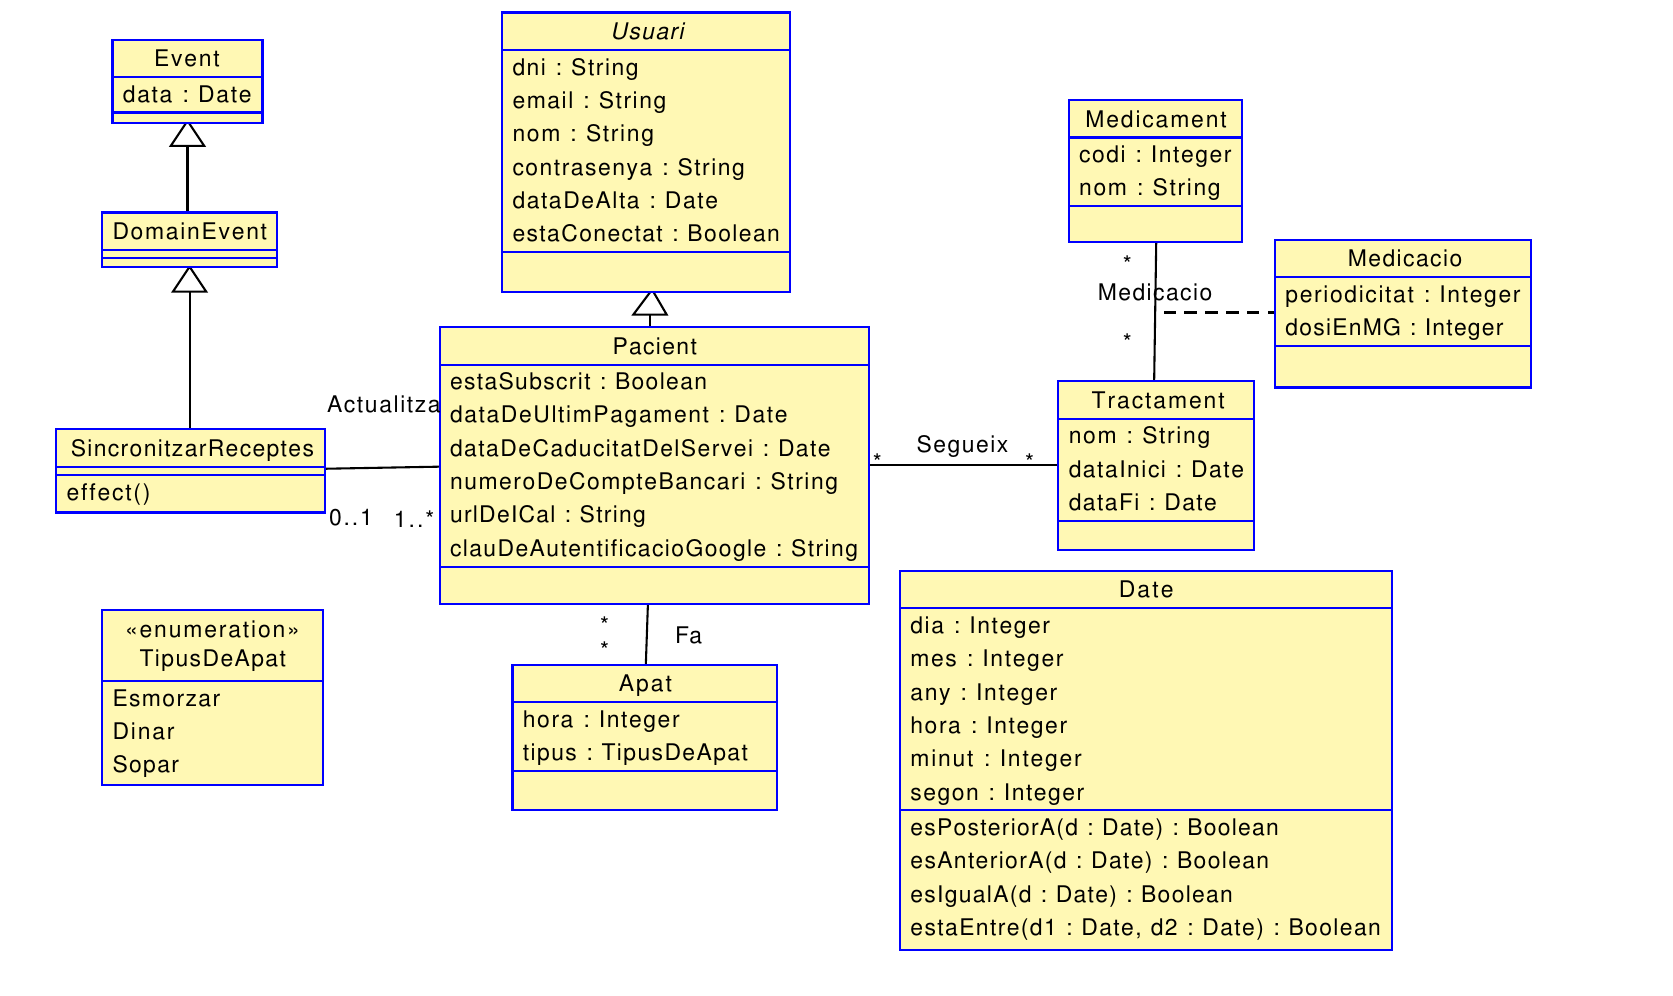 Event
data : Date
DomainEvent
SincronitzarReceptes
effect()
Actualitza
0..1
1..*
«enumeration»
TipusDeApat
Esmorzar
Dinar
Sopar
Usuari
dni : String
email : String
nom : String
contrasenya : String
dataDeAlta : Date
estaConectat : Boolean
Pacient
estaSubscrit : Boolean
dataDeUltimPagament : Date
dataDeCaducitatDelServei : Date
numeroDeCompteBancari : String
urlDeICal : String
clauDeAutentificacioGoogle : String
*
*
Fa
Apat
hora : Integer
tipus : TipusDeApat
*
Segueix
*
Medicament
codi : Integer
nom : String
*
Medicacio
*
Medicacio
periodicitat : Integer
dosiEnMG : Integer
Tractament
nom : String
dataInici : Date
dataFi : Date
Date
dia : Integer
mes : Integer
any : Integer
hora : Integer
minut : Integer
segon : Integer
esPosteriorA(d : Date) : Boolean
esAnteriorA(d : Date) : Boolean
esIgualA(d : Date) : Boolean
estaEntre(d1 : Date, d2 : Date) : Boolean